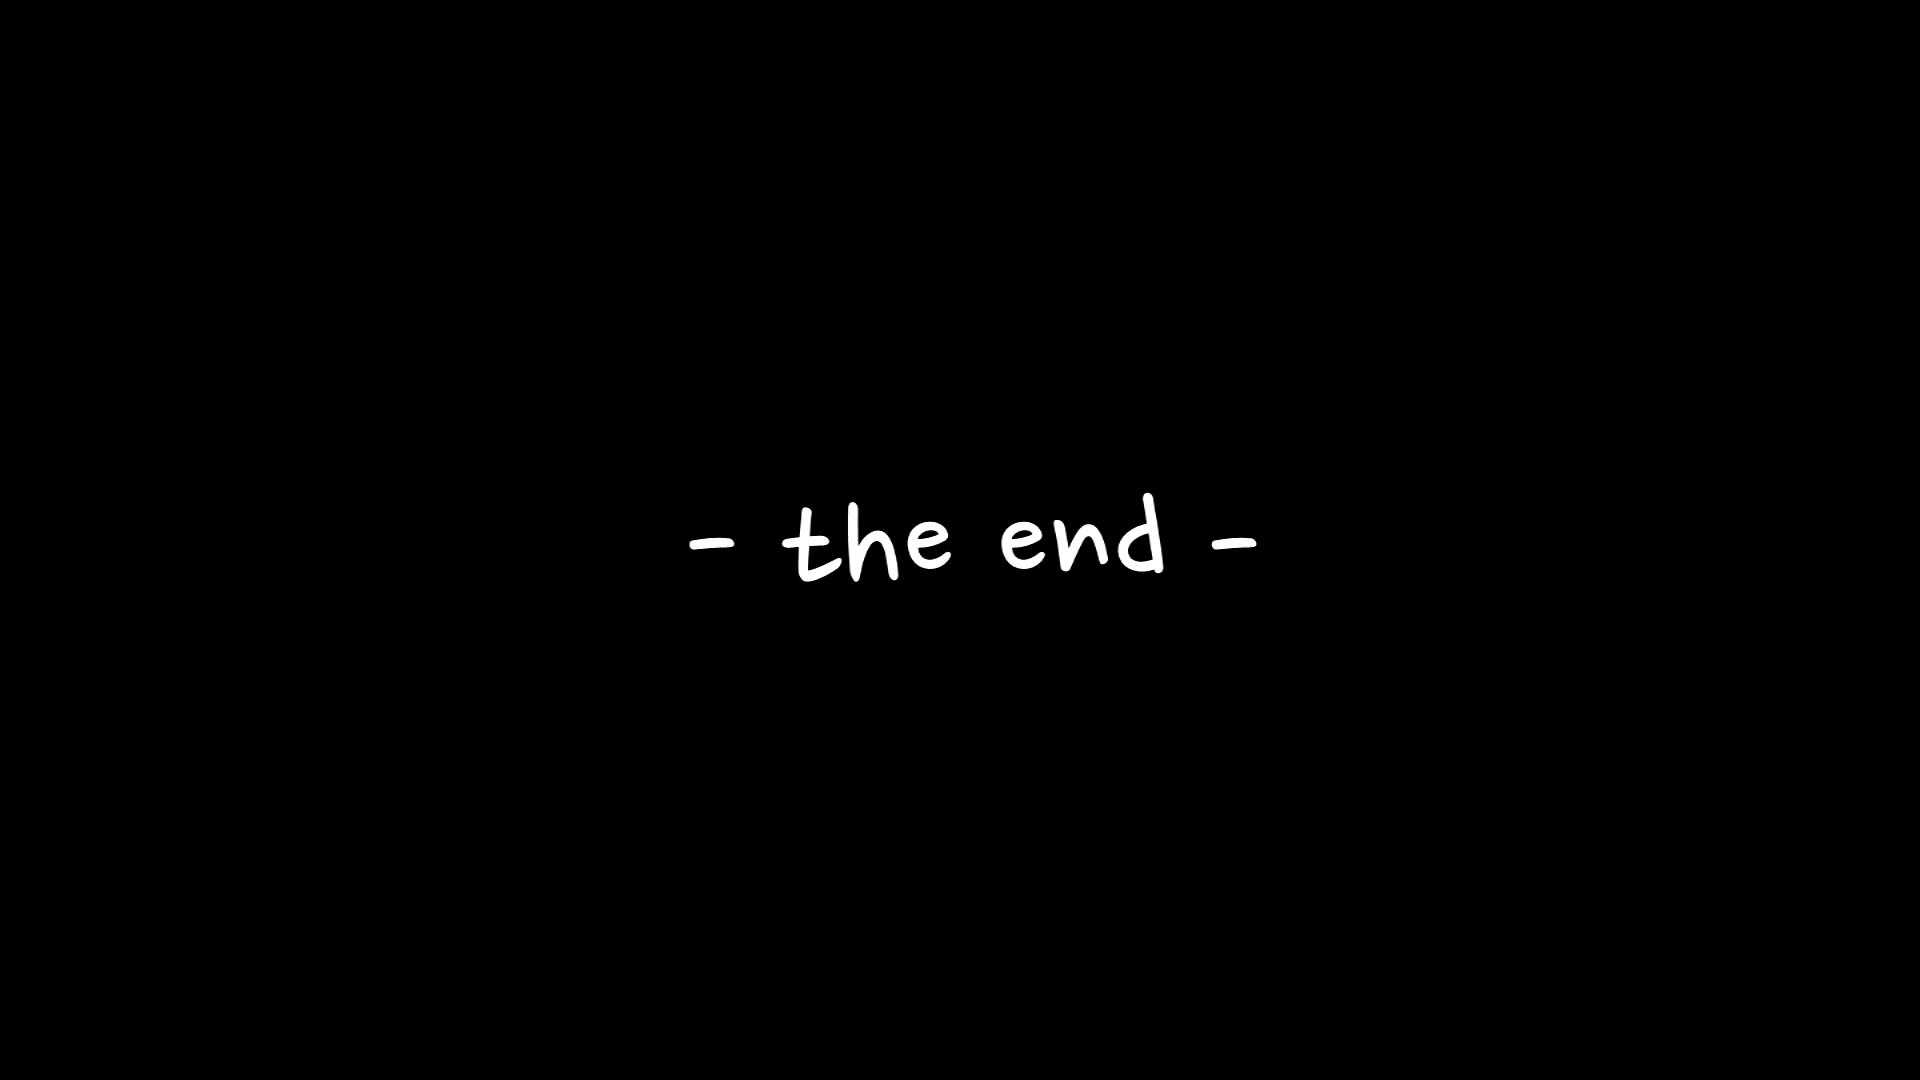 - the end -